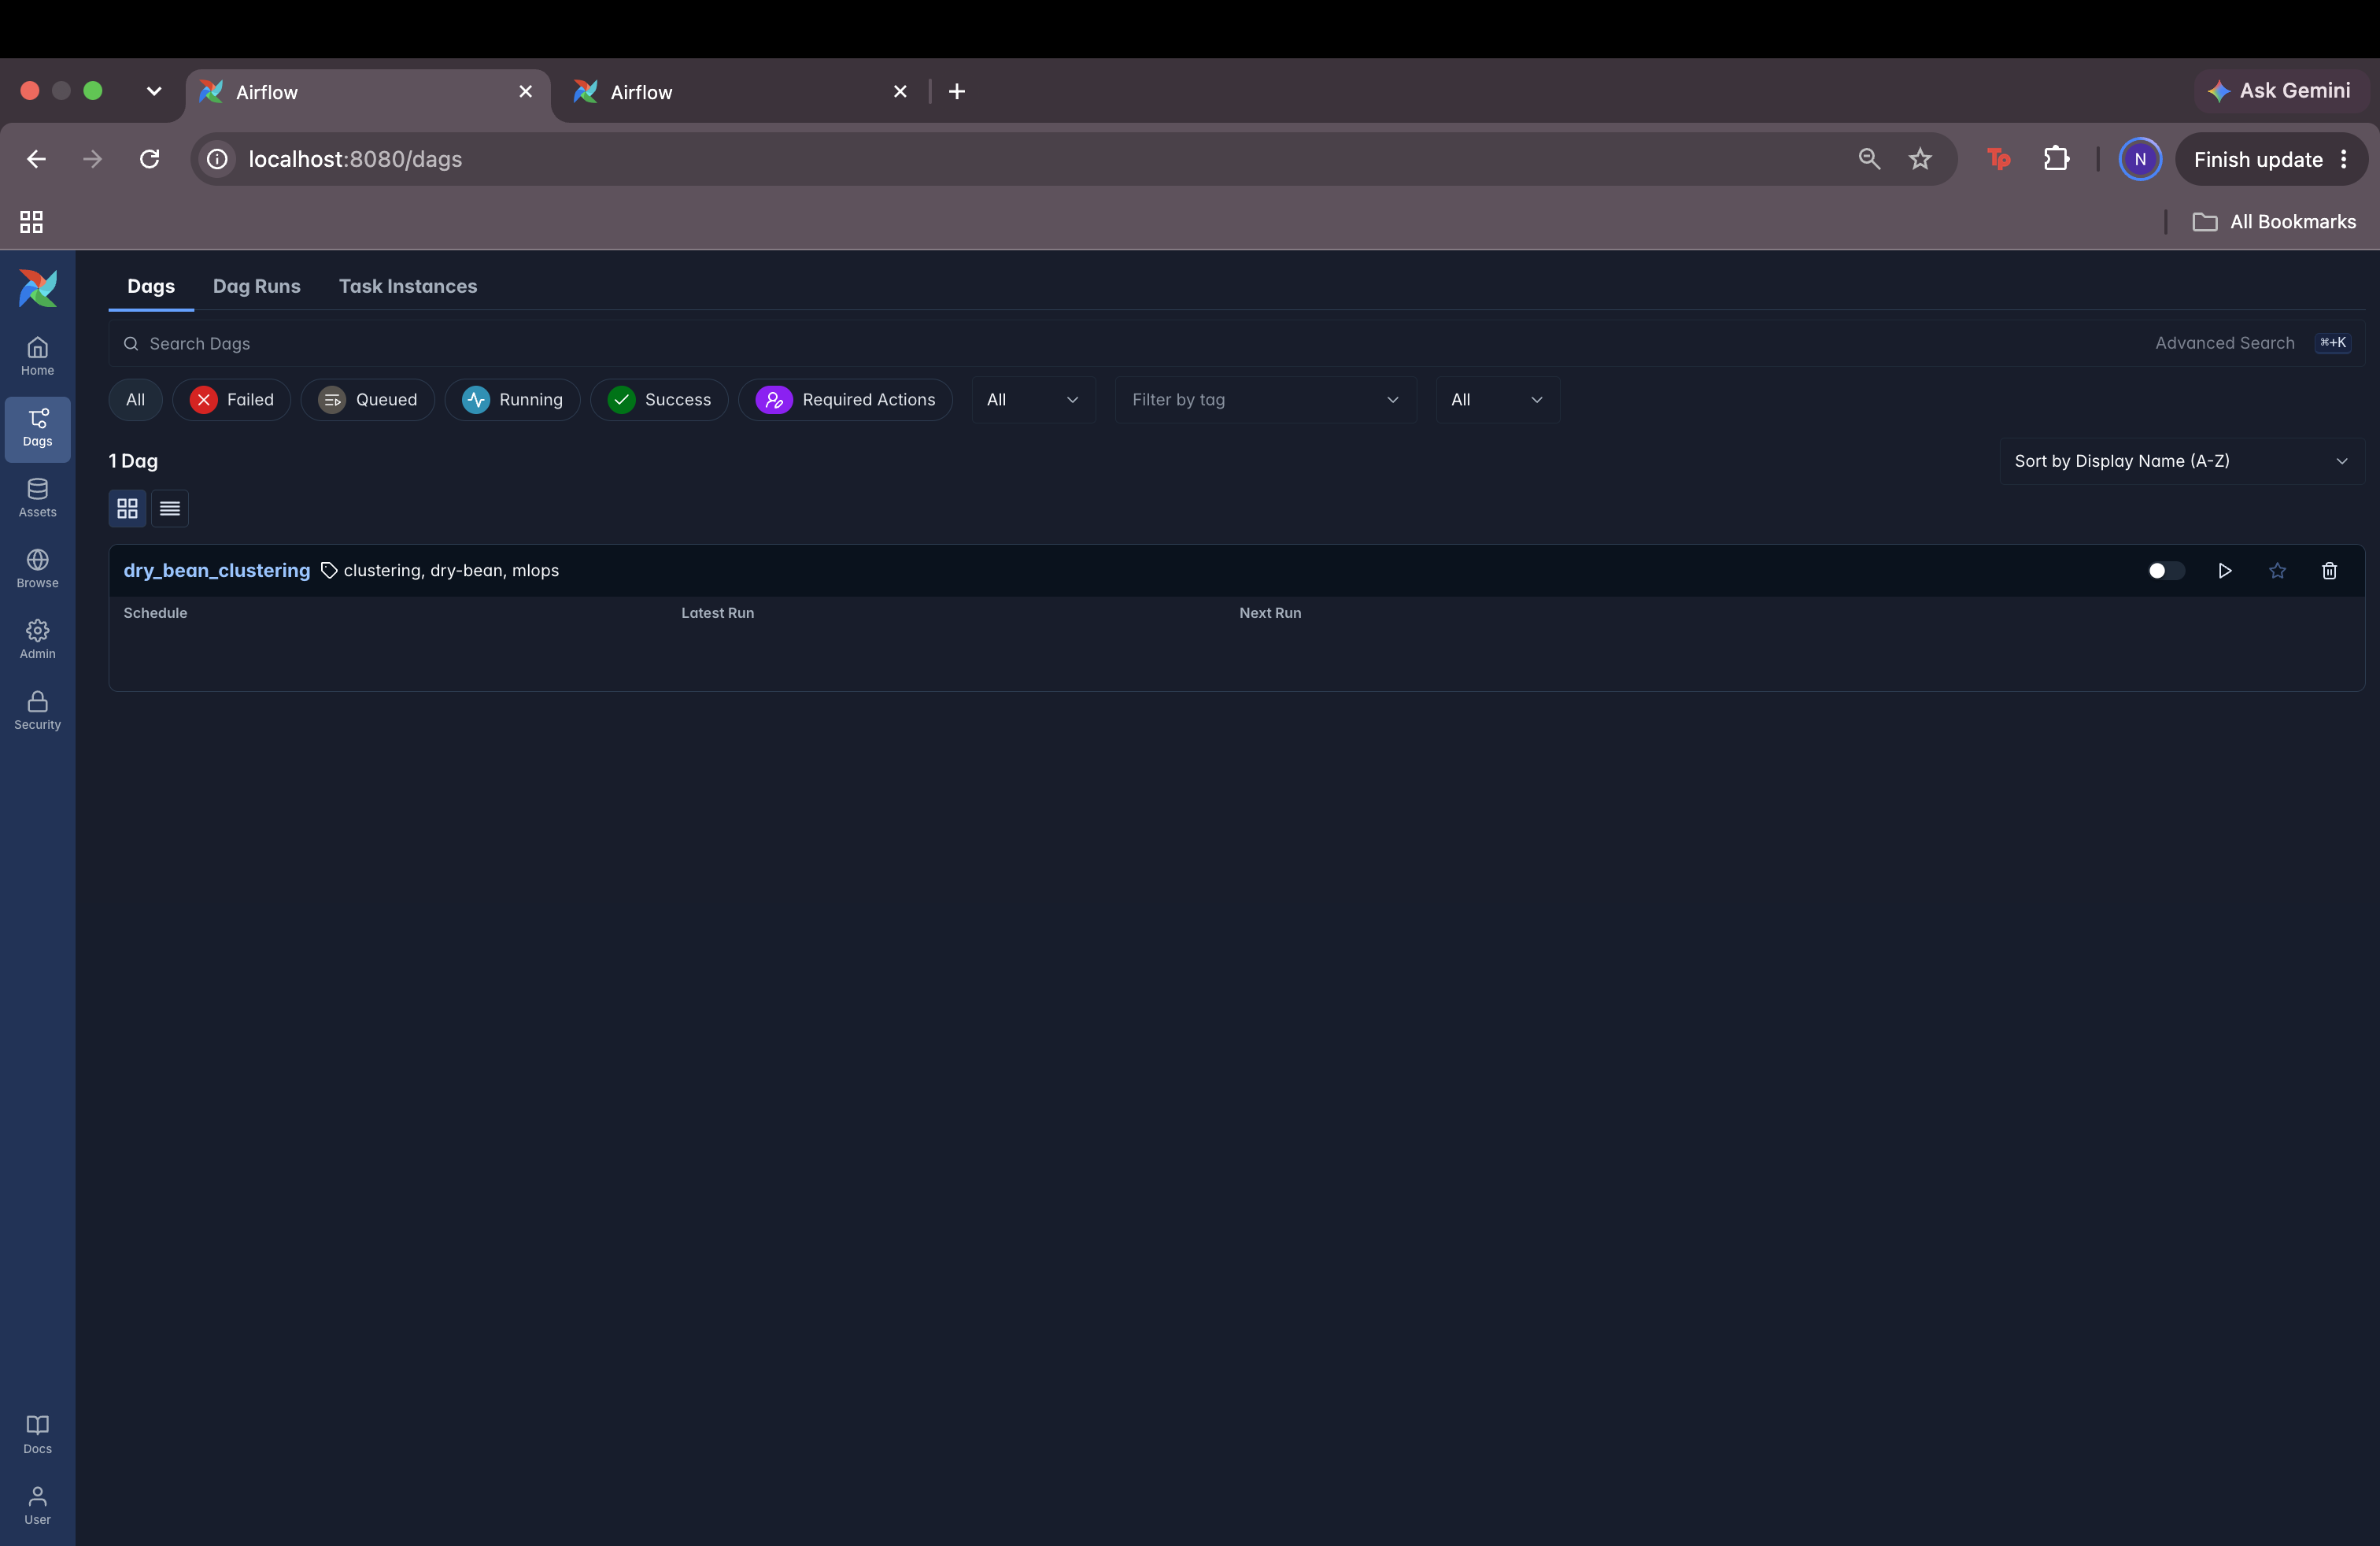 Airflow
Airflow
Ask Gemini
localhost:8080/dags
Tp
N
Finish update
All Bookmarks
Dags Dag Runs Task Instances
Search Dags
Advanced Search ⌘+K
All Failed Queued Running Success Required Actions All Filter by tag All
1 Dag
Sort by Display Name (A-Z)
dry_bean_clustering clustering, dry-bean, mlops
Schedule Latest Run Next Run
Home
Dags
Assets
Browse
Admin
Security
Docs
User